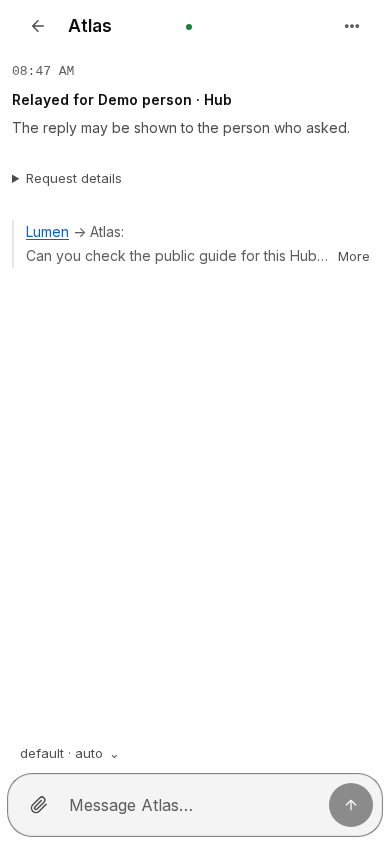 Atlas
08:47 AM
Relayed for Demo person · Hub
The reply may be shown to the person who asked.
Request details
Lumen → Atlas:
Can you check the public guide for this Hub… More
default · auto
Message Atlas…